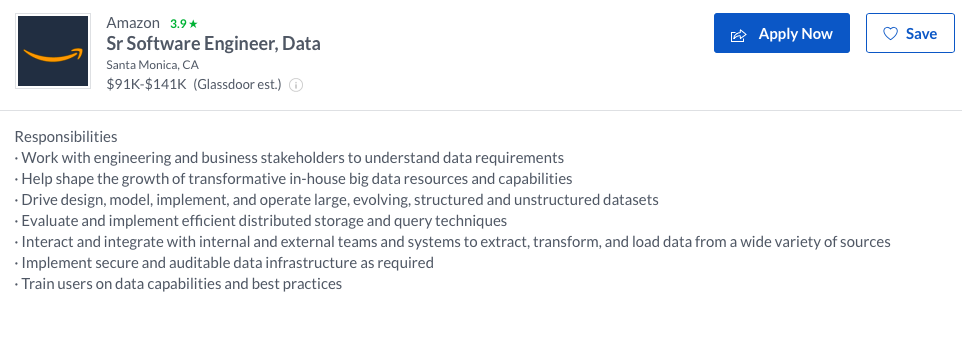 Amazon 3.9 ★
Sr Software Engineer, Data
Santa Monica, CA
$91K-$141K (Glassdoor est.)
Apply Now
Save
Responsibilities
· Work with engineering and business stakeholders to understand data requirements
· Help shape the growth of transformative in-house big data resources and capabilities
· Drive design, model, implement, and operate large, evolving, structured and unstructured datasets
· Evaluate and implement efficient distributed storage and query techniques
· Interact and integrate with internal and external teams and systems to extract, transform, and load data from a wide variety of sources
· Implement secure and auditable data infrastructure as required
· Train users on data capabilities and best practices